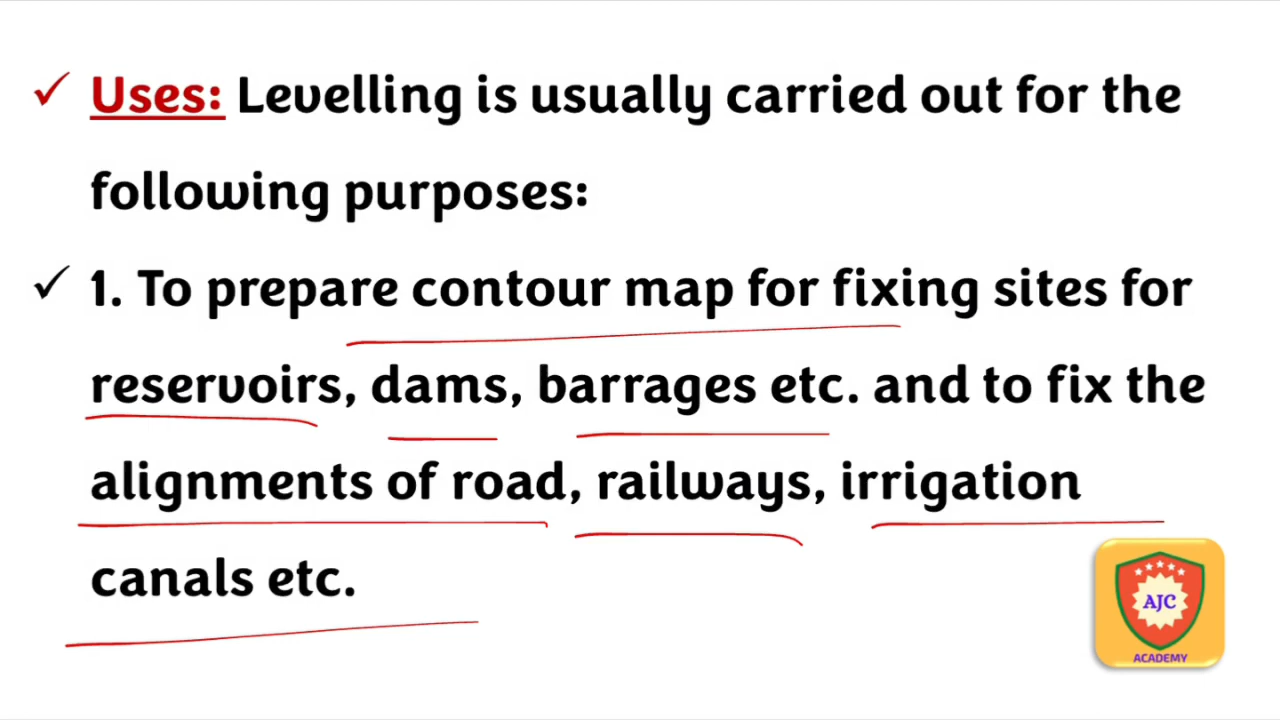 ✓ Uses: Levelling is usually carried out for the
following purposes:
✓ 1. To prepare contour map for fixing sites for
reservoirs, dams, barrages etc. and to fix the
alignments of road, railways, irrigation
canals etc.
AJC
ACADEMY